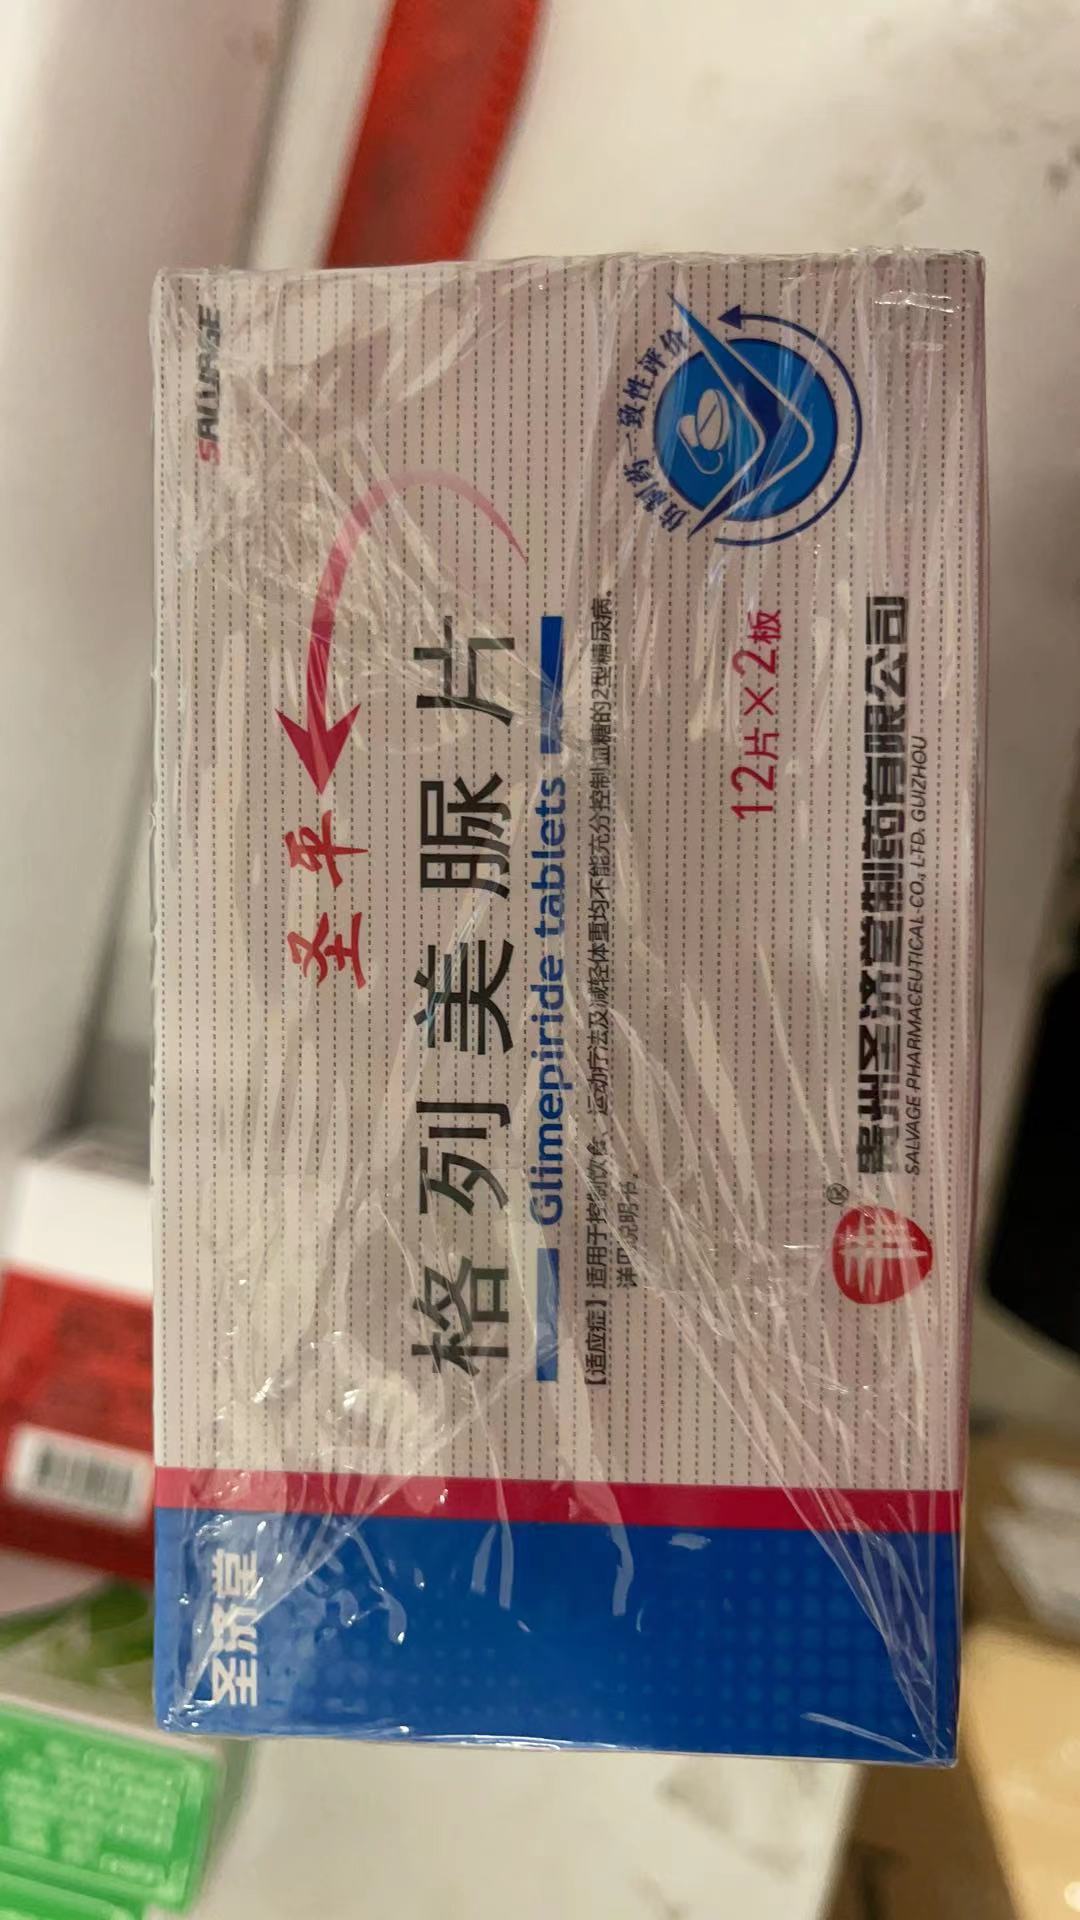 SALVAGE
圣平
格列美脲片
Glimepiride tablets
【适应症】适用于控制饮食、运动疗法及减轻体重均不能充分控制血糖的2型糖尿病。
详见说明书。
仿制药一致性评价
12片×2板
贵州圣济堂制药有限公司
SALVAGE PHARMACEUTICAL CO., LTD. GUIZHOU
®
圣济堂